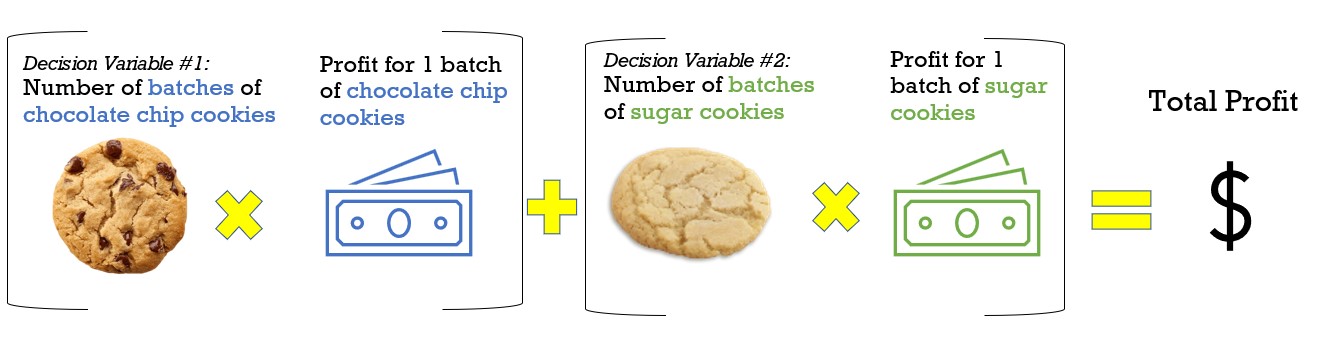 Decision Variable #1:
Number of batches of
chocolate chip cookies
Profit for 1 batch
of chocolate chip
cookies
Decision Variable #2:
Number of batches
of sugar cookies
Profit for 1
batch of sugar
cookies
Total Profit
$